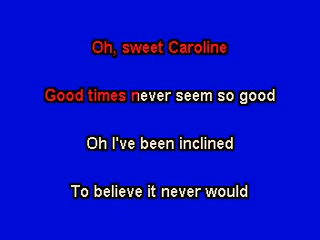 Oh, sweet Caroline
Good times never seem so good
Oh I've been inclined
To believe it never would